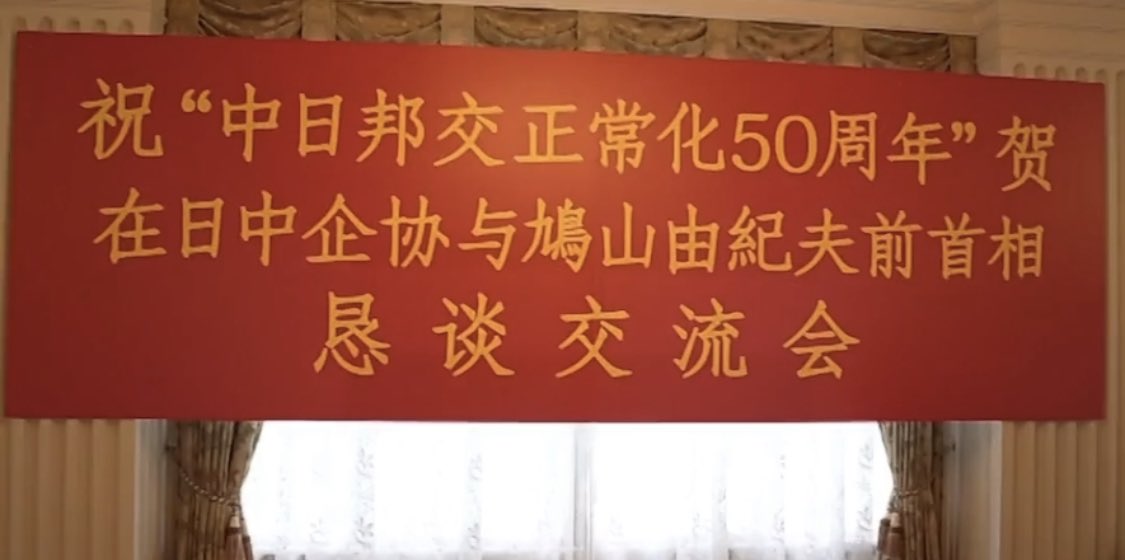 祝“中日邦交正常化50周年”贺
在日中企协与鳩山由紀夫前首相
恳谈交流会